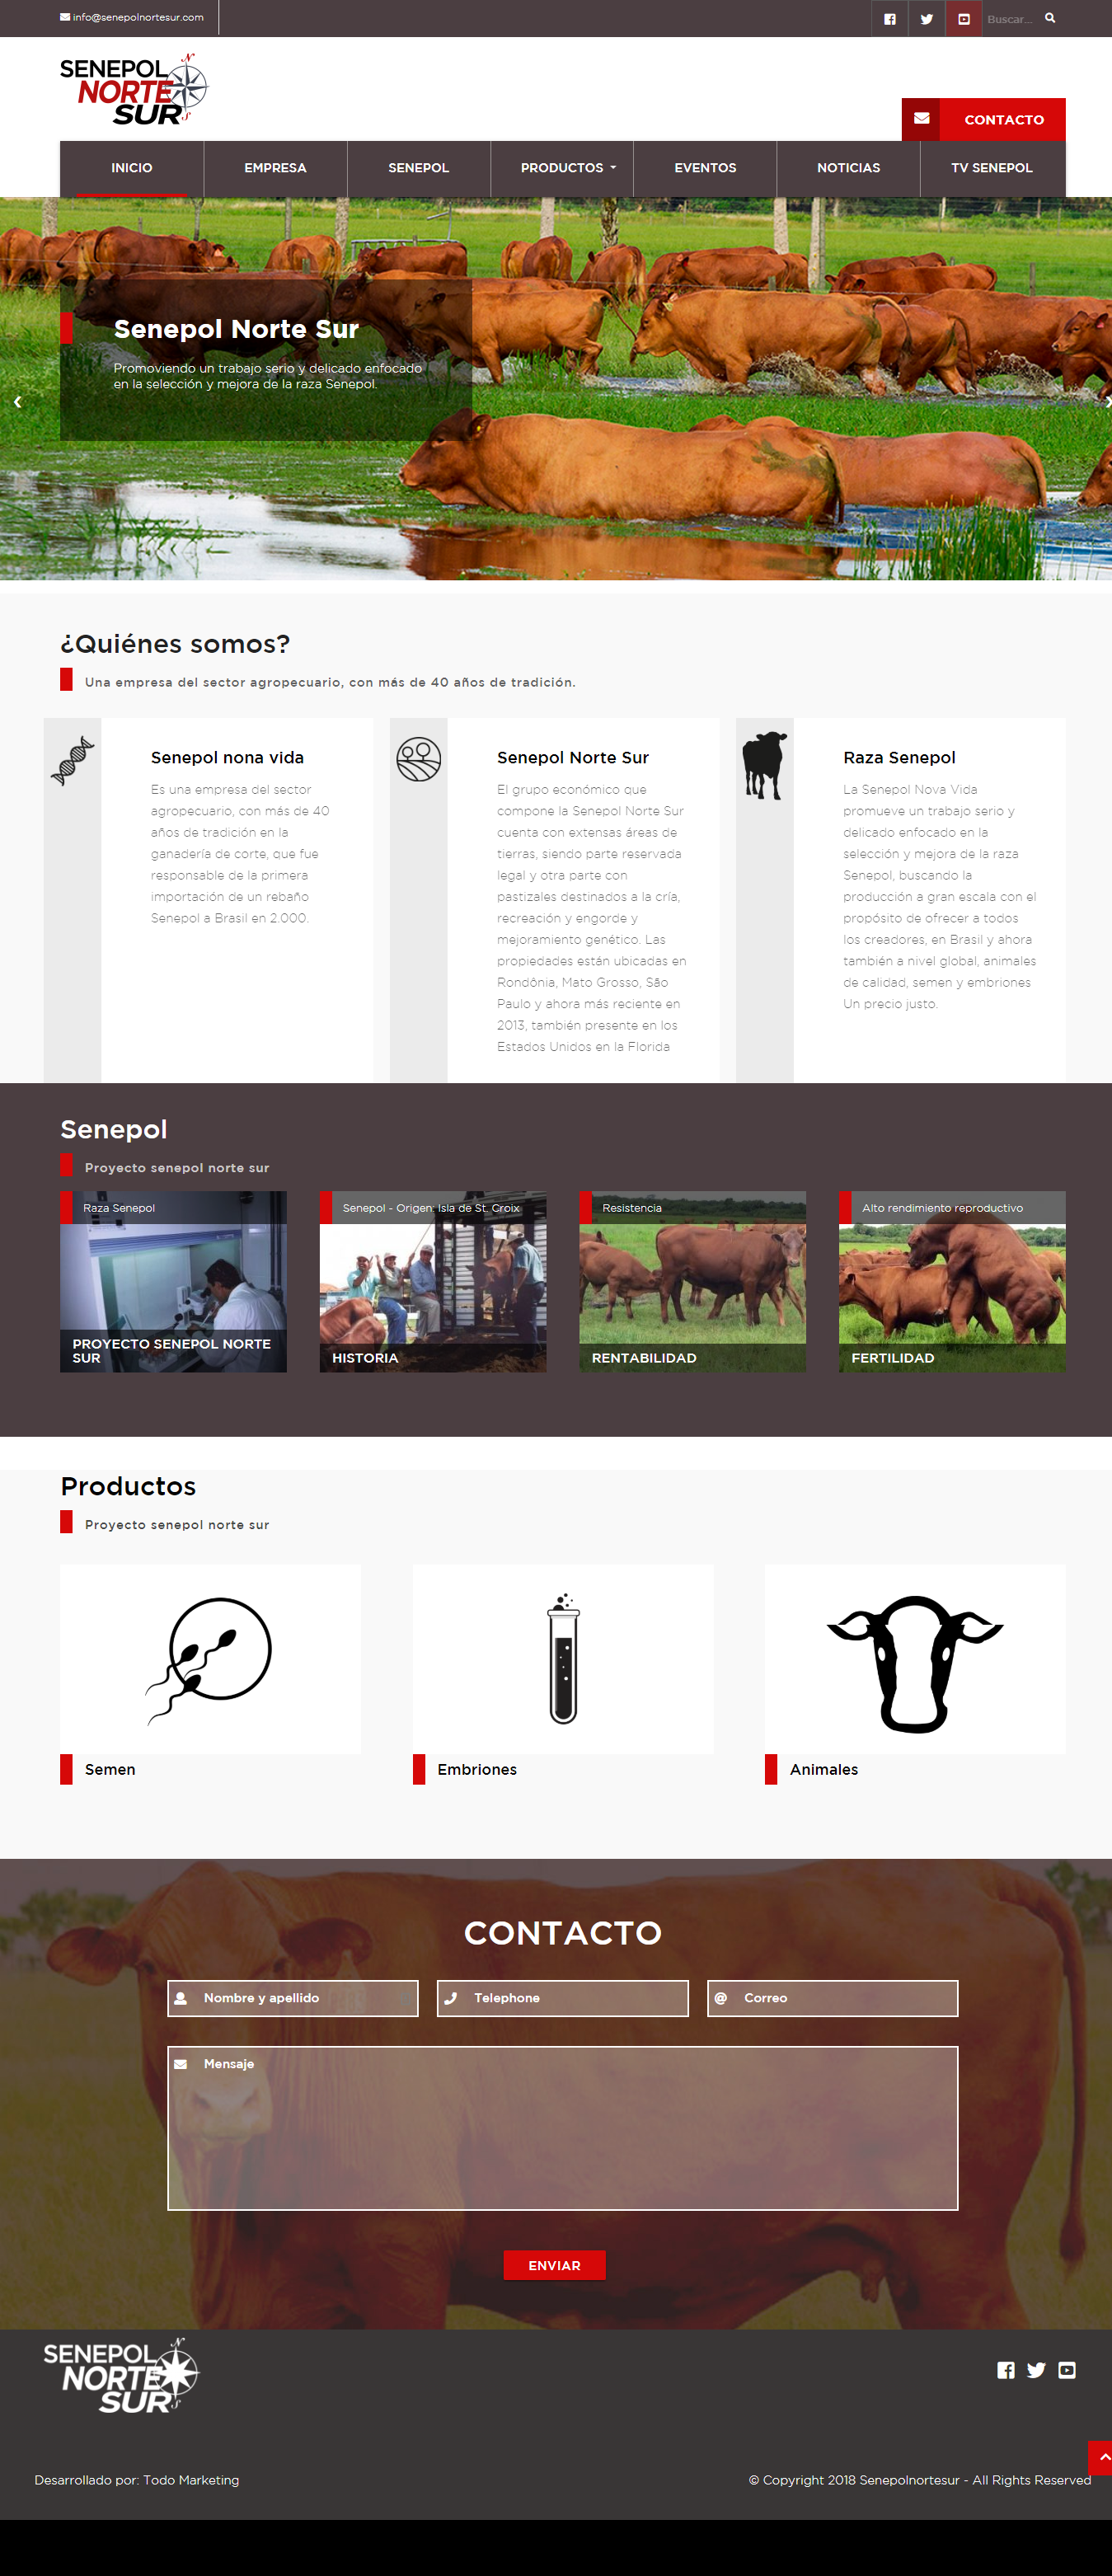 info@senepolnortesur.com
Buscar...
SENEPOL
NORTE
SUR
N
S
CONTACTO
INICIO
EMPRESA
SENEPOL
PRODUCTOS
EVENTOS
NOTICIAS
TV SENEPOL
Senepol Norte Sur
Promoviendo un trabajo serio y delicado enfocado
en la selección y mejora de la raza Senepol.
¿Quiénes somos?
Una empresa del sector agropecuario, con más de 40 años de tradición.
Senepol nona vida
Es una empresa del sector
agropecuario, con más de 40
años de tradición en la
ganadería de corte, que fue
responsable de la primera
importación de un rebaño
Senepol a Brasil en 2.000.
Senepol Norte Sur
El grupo económico que
compone la Senepol Norte Sur
cuenta con extensas áreas de
tierras, siendo parte reservada
legal y otra parte con
pastizales destinados a la cría,
recreación y engorde y
mejoramiento genético. Las
propiedades están ubicadas en
Rondônia, Mato Grosso, São
Paulo y ahora más reciente en
2013, también presente en los
Estados Unidos en la Florida
Raza Senepol
La Senepol Nova Vida
promueve un trabajo serio y
delicado enfocado en la
selección y mejora de la raza
Senepol, buscando la
producción a gran escala con el
propósito de ofrecer a todos
los creadores, en Brasil y ahora
también a nivel global, animales
de calidad, semen y embriones
Un precio justo.
Senepol
Proyecto senepol norte sur
Raza Senepol
PROYECTO SENEPOL NORTE
SUR
Senepol - Origen: Isla de St. Croix
HISTORIA
Resistencia
RENTABILIDAD
Alto rendimiento reproductivo
FERTILIDAD
Productos
Proyecto senepol norte sur
Semen
Embriones
Animales
CONTACTO
Nombre y apellido
Telephone
Correo
Mensaje
ENVIAR
SENEPOL
NORTE
SUR
N
S
Desarrollado por: Todo Marketing
© Copyright 2018 Senepolnortesur - All Rights Reserved